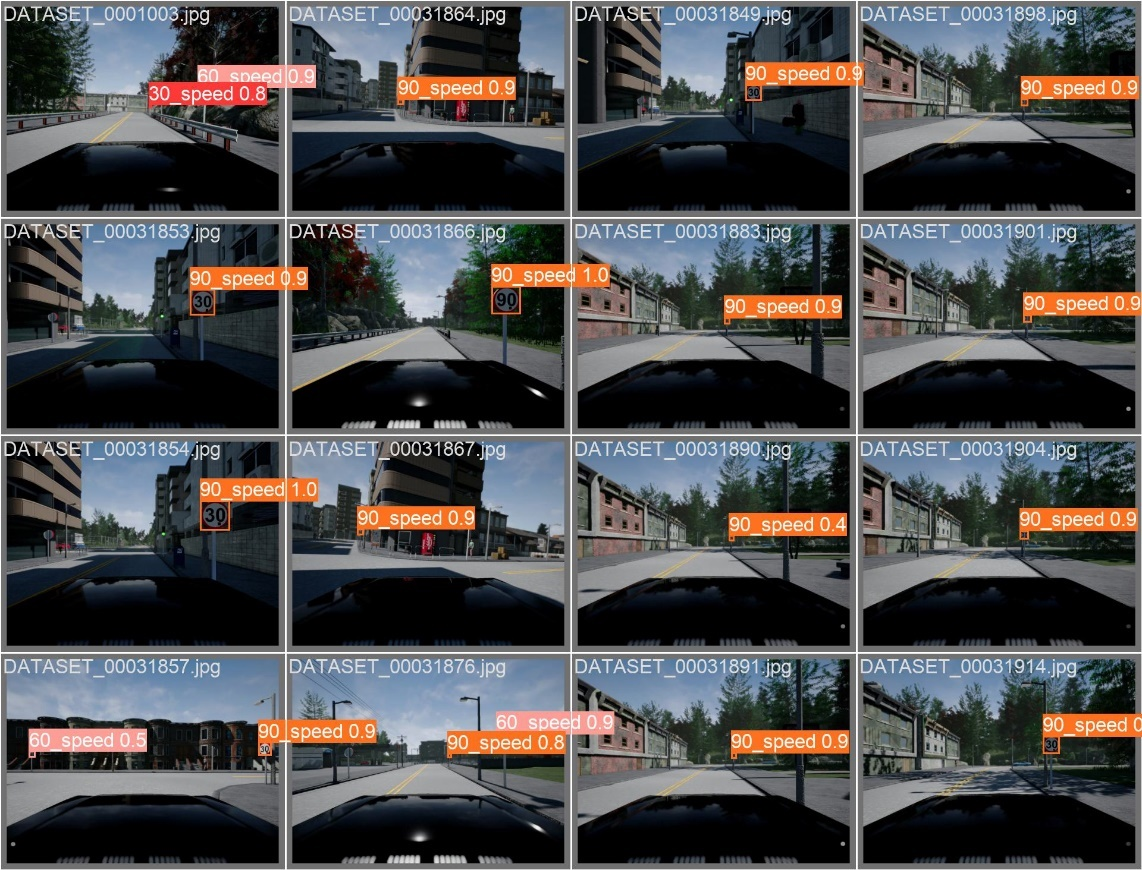 DATASET_0001003.jpg
60_speed 0.9
30_speed 0.8
DATASET_00031864.jpg
90_speed 0.9
DATASET_00031849.jpg
90_speed 0.9
30
DATASET_00031898.jpg
90_speed 0.9
DATASET_00031853.jpg
90_speed 0.9
30
DATASET_00031866.jpg
90_speed 1.0
90
DATASET_00031883.jpg
90_speed 0.9
DATASET_00031901.jpg
90_speed 0.9
DATASET_00031854.jpg
90_speed 1.0
30
DATASET_00031867.jpg
90_speed 0.9
DATASET_00031890.jpg
90_speed 0.4
DATASET_00031904.jpg
90_speed 0.9
DATASET_00031857.jpg
60_speed 0.5
90_speed 0.9
30
DATASET_00031876.jpg
60_speed 0.9
90_speed 0.8
DATASET_00031891.jpg
90_speed 0.9
DATASET_00031914.jpg
90_speed 0
30